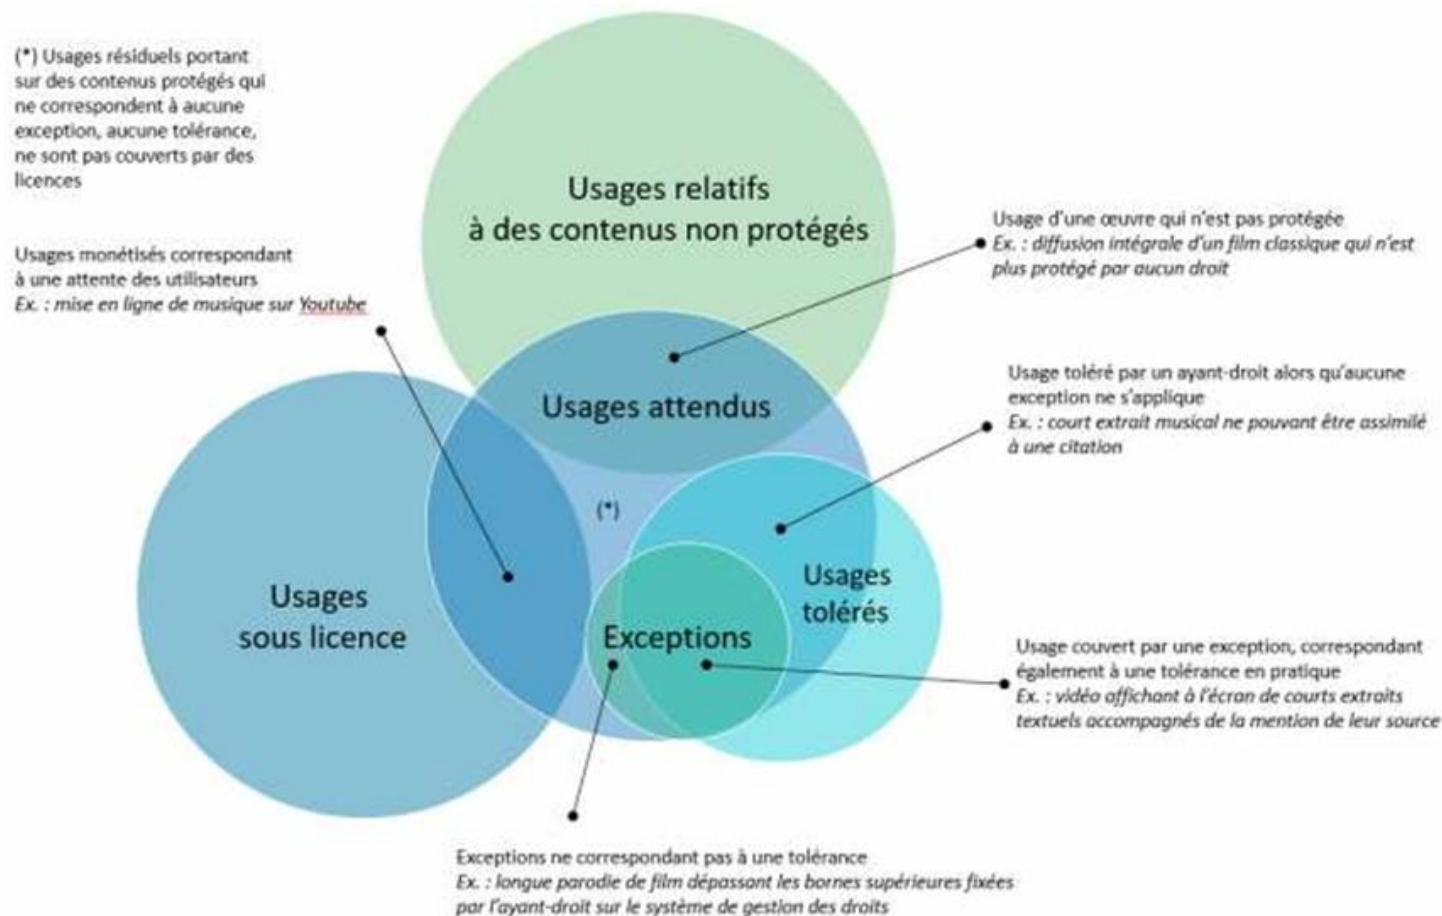 (*) Usages résiduels portant
sur des contenus protégés qui
ne correspondent à aucune
exception, aucune tolérance,
ne sont pas couverts par des
licences
Usages monétisés correspondant
à une attente des utilisateurs
Ex. : mise en ligne de musique sur Youtube
Usages relatifs
à des contenus non protégés
Usage d'une œuvre qui n'est pas protégée
Ex. : diffusion intégrale d'un film classique qui n'est
plus protégé par aucun droit
Usages attendus
Usage toléré par un ayant-droit alors qu'aucune
exception ne s'applique
Ex. : court extrait musical ne pouvant être assimilé
à une citation
(*)
Usages
tolérés
Usages
sous licence
Exceptions
Usage couvert par une exception, correspondant
également à une tolérance en pratique
Ex. : vidéo affichant à l'écran de courts extraits
textuels accompagnés de la mention de leur source
Exceptions ne correspondant pas à une tolérance
Ex. : longue parodie de film dépassant les bornes supérieures fixées
par l'ayant-droit sur le système de gestion des droits